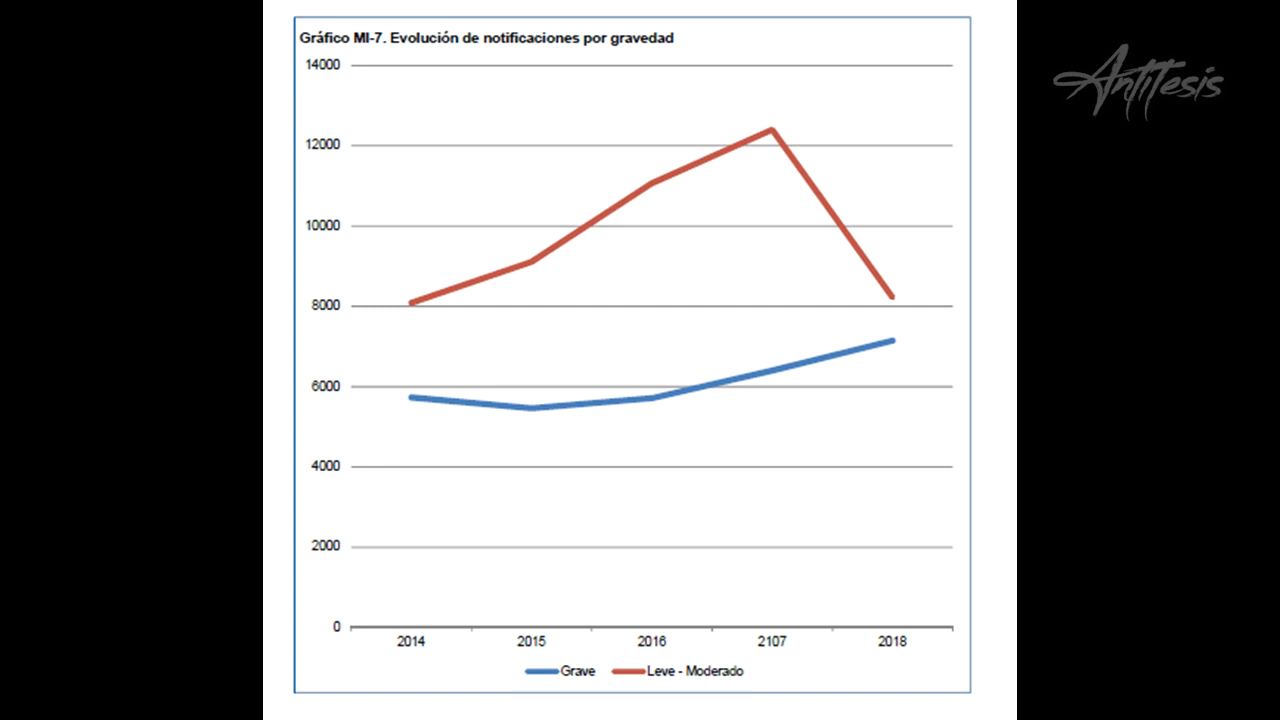 Gráfico MI-7. Evolución de notificaciones por gravedad
14000
12000
10000
8000
6000
4000
2000
0
2014 2015 2016 2107 2018
Grave Leve - Moderado
Antítesis